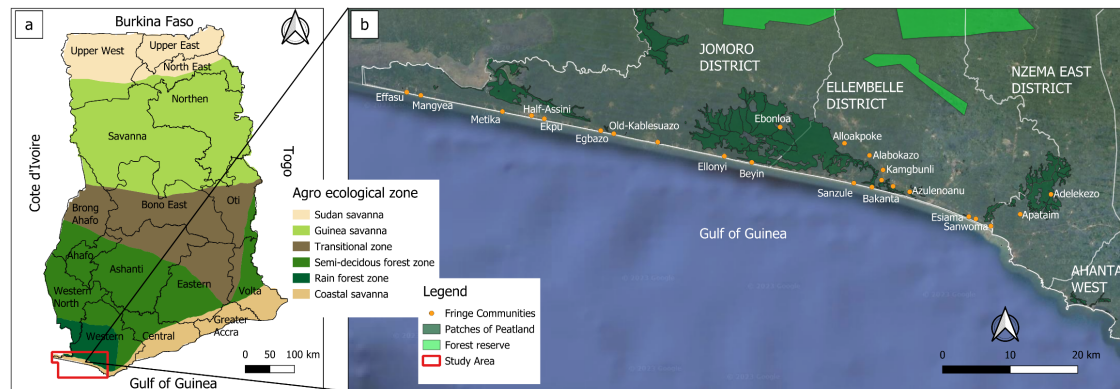 a
Burkina Faso
Upper West
Upper East
North East
Northen
Savanna
Cote d'Ivoire
Togo
Brong
Ahafo
Bono East
Oti
Ahafo
Ashanti
Western
North
Eastern
Volta
Western
Central
Greater
Accra
Gulf of Guinea
0 50 100 km
Agro ecological zone
Sudan savanna
Guinea savanna
Transitional zone
Semi-decidous forest zone
Rain forest zone
Coastal savanna
b
JOMORO
DISTRICT
ELLEMBELLE
DISTRICT
NZEMA EAST
DISTRICT
AHANTA
WEST
Effasu
Mangyea
Metika
Half-Assini
Ekpu
Egbazo
Old-Kablesuazo
Ebonloa
Ellonyi
Beyin
Alloakpoke
Alabokazo
Kamgbunli
Sanzule
Bakanta
Azulenoanu
Esiama
Sanwoma
Apataim
Adelekezo
Gulf of Guinea
Legend
Fringe Communities
Patches of Peatland
Forest reserve
Study Area
0 10 20 km